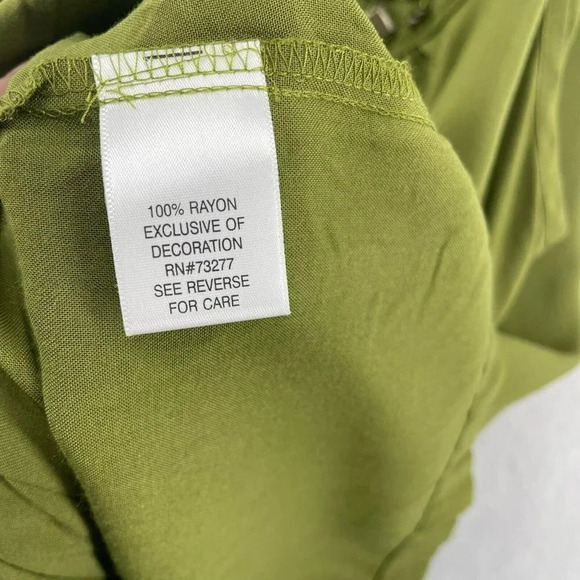 100% RAYON
EXCLUSIVE OF
DECORATION
RN#73277
SEE REVERSE
FOR CARE